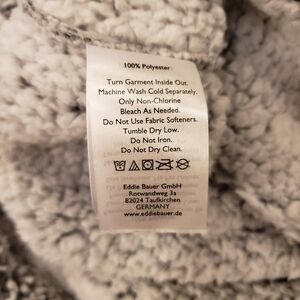 100% Polyester
Turn Garment Inside Out.
Machine Wash Cold Separately,
Only Non-Chlorine
Bleach As Needed.
Do Not Use Fabric Softeners.
Tumble Dry Low.
Do Not Iron.
Do Not Dry Clean.
Eddie Bauer GmbH
Rotwandweg 3a
82024 Taufkirchen
GERMANY
www.eddiebauer.de